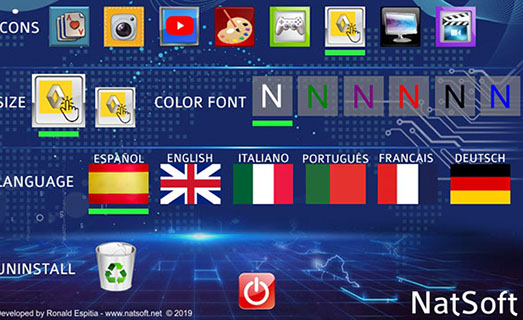 ICONS
SIZE
COLOR FONT N N N N N N
ESPAÑOL ENGLISH ITALIANO PORTUGUÊS FRANCAIS DEUTSCH
LANGUAGE
UNINSTALL
Developed by Ronald Espitia - www.natsoft.net © 2019
NatSoft